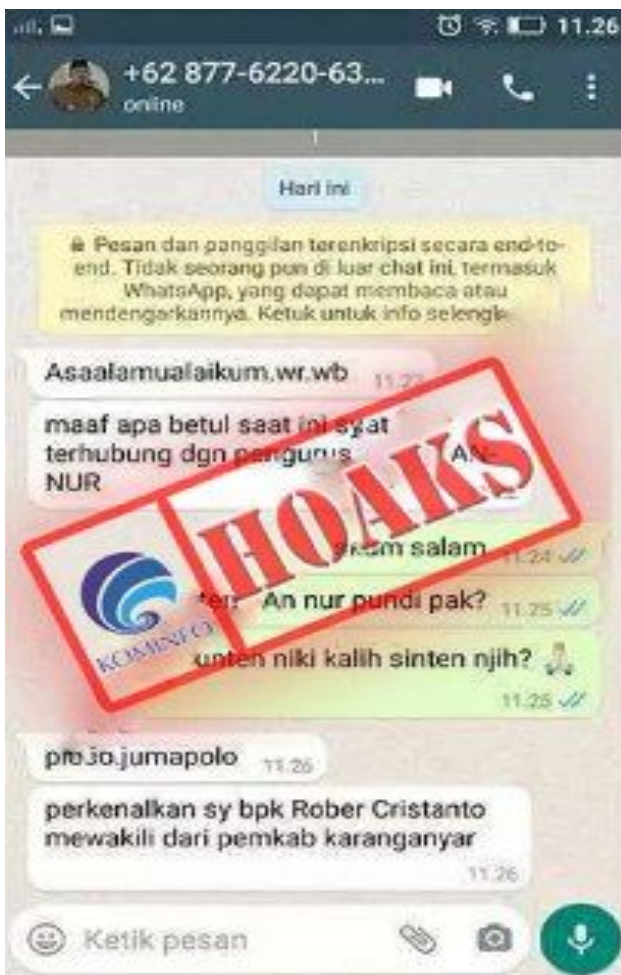 11.26
+62 877-6220-63...
online
Hari ini
Pesan dan panggilan terenkripsi secara end-to-
end. Tidak seorang pun di luar chat ini, termasuk
WhatsApp, yang dapat membaca atau
mendengarkannya. Ketuk untuk info
Asaalamualaikum.wr.wb
maaf apa betul saat ini
terhubung dgn pengurus AN-
NUR
HOAKS
KOMINFO
salam 11.24
An nur pundi pak? 11.25
niki kalih sinten njih?
11.25
jumapolo 11.26
perkenalkan sy bpk Rober Cristanto
mewakili dari pemkab karanganyar
11.26
Ketik pesan